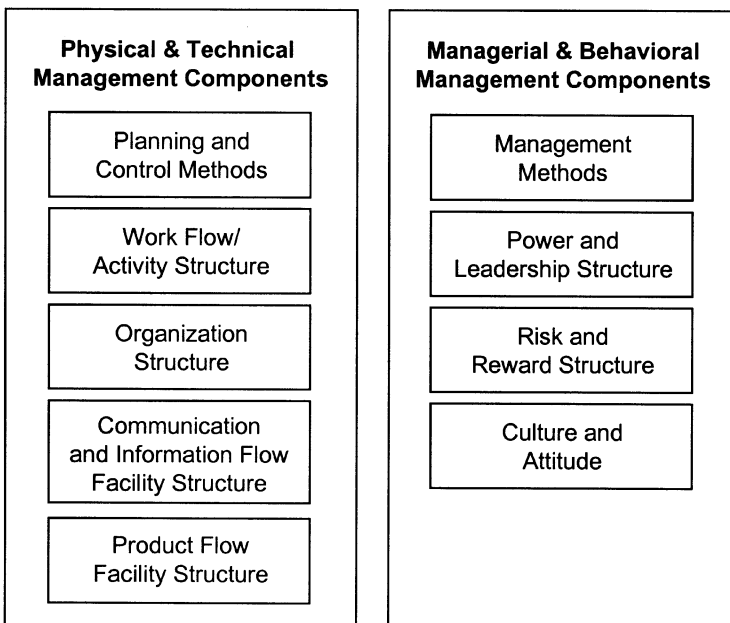 Physical & Technical
Management Components
Planning and
Control Methods
Work Flow/
Activity Structure
Organization
Structure
Communication
and Information Flow
Facility Structure
Product Flow
Facility Structure
Managerial & Behavioral
Management Components
Management
Methods
Power and
Leadership Structure
Risk and
Reward Structure
Culture and
Attitude